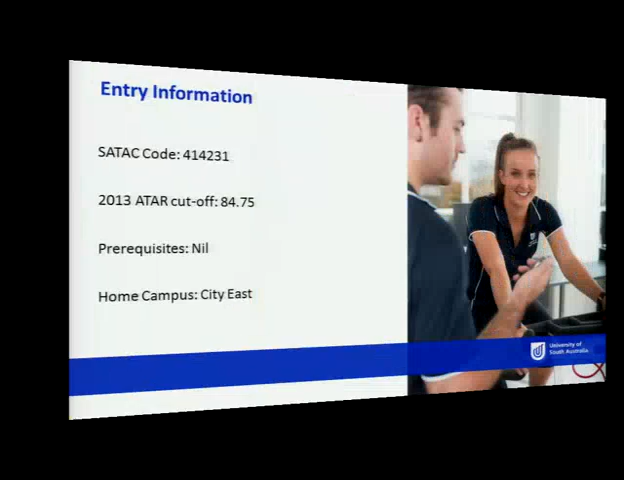 Entry Information
SATAC Code: 414231
2013 ATAR cut-off: 84.75
Prerequisites: Nil
Home Campus: City East
University of
South Australia